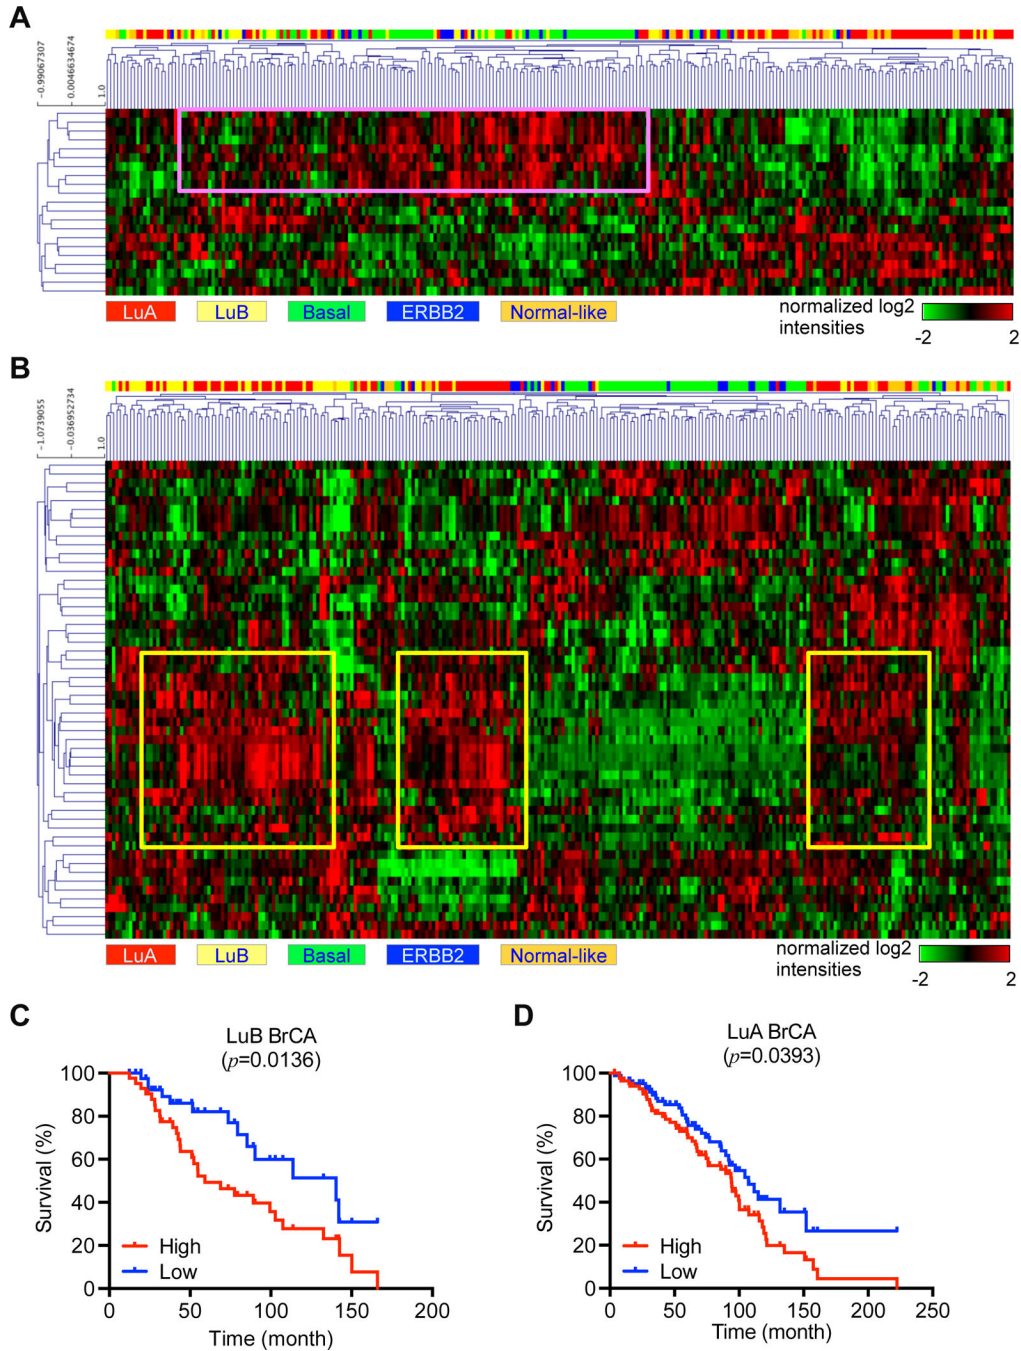 A
−0.99067307
0.0046634674
1.0
LuA
LuB
Basal
ERBB2
Normal-like
normalized log2
intensities
-2
2
B
−1.0739055
−0.036952734
1.0
LuA
LuB
Basal
ERBB2
Normal-like
normalized log2
intensities
-2
2
C
LuB BrCA
(p=0.0136)
Survival (%)
100
80
60
40
20
0
High
Low
0
50
100
150
200
Time (month)
D
LuA BrCA
(p=0.0393)
Survival (%)
100
80
60
40
20
0
High
Low
0
50
100
150
200
250
Time (month)